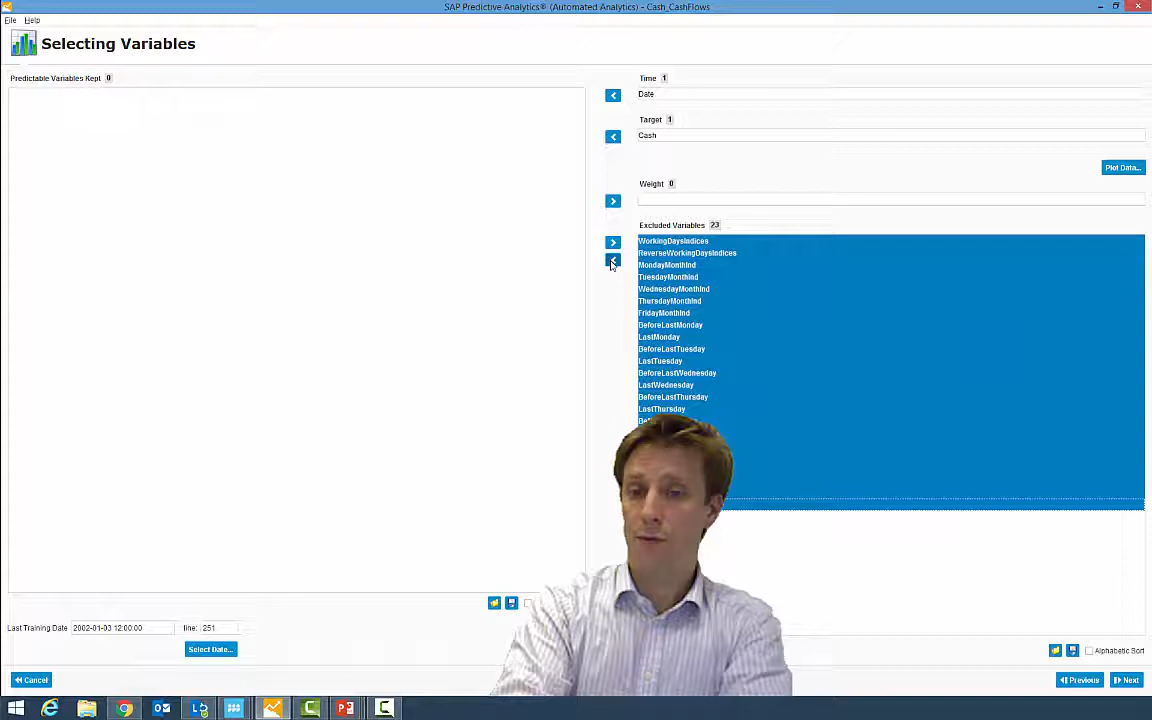 SAP Predictive Analytics® (Automated Analytics) - Cash_CashFlows
File Help
Selecting Variables
Predictable Variables Kept 0
Time 1
Date
Target 1
Cash
Plot Data...
Weight 0
Excluded Variables 23
WorkingDaysIndices
ReverseWorkingDaysIndices
MondayMonthInd
TuesdayMonthInd
WednesdayMonthInd
ThursdayMonthInd
FridayMonthInd
BeforeLastMonday
LastMonday
BeforeLastTuesday
LastTuesday
BeforeLastWednesday
LastWednesday
BeforeLastThursday
LastThursday
Last Training Date 2002-01-03 12:00:00 line: 251
Select Date...
Alphabetic Sort
Cancel
Previous
Next